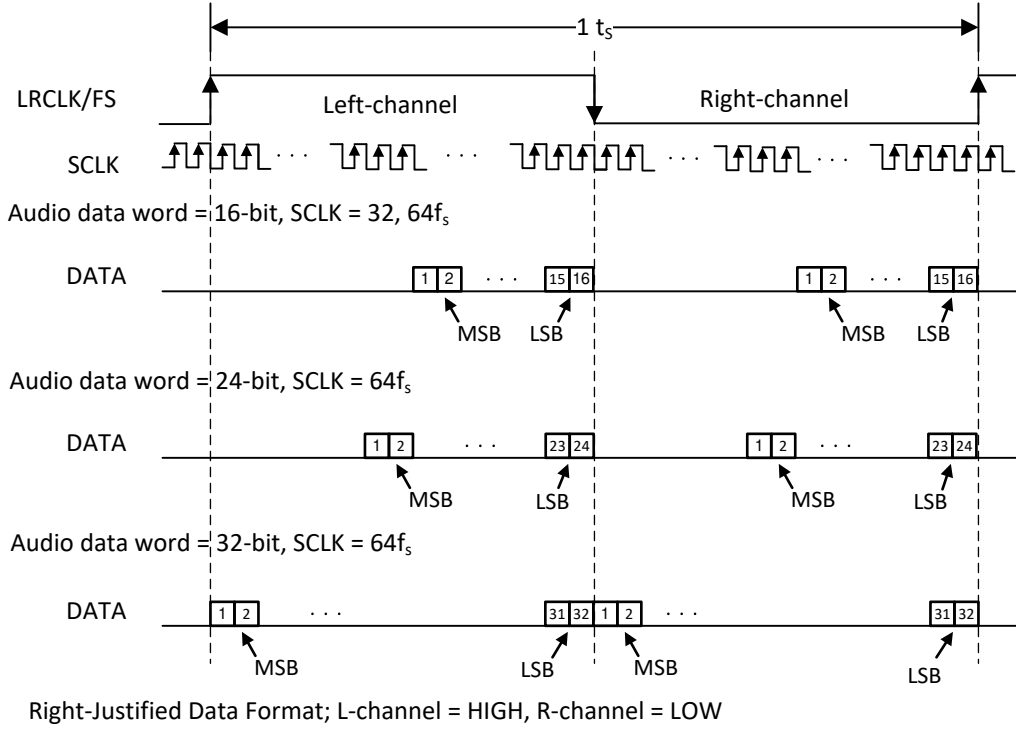 1 tS
LRCLK/FS
Left-channel
Right-channel
SCLK
Audio data word = 16-bit, SCLK = 32, 64fs
DATA
1 2 · · · 15 16 1 2 · · · 15 16
MSB LSB MSB LSB
Audio data word = 24-bit, SCLK = 64fs
DATA
1 2 · · · 23 24 1 2 · · · 23 24
MSB LSB MSB LSB
Audio data word = 32-bit, SCLK = 64fs
DATA
1 2 · · · 31 32 1 2 · · · 31 32
MSB LSB MSB LSB
Right-Justified Data Format; L-channel = HIGH, R-channel = LOW